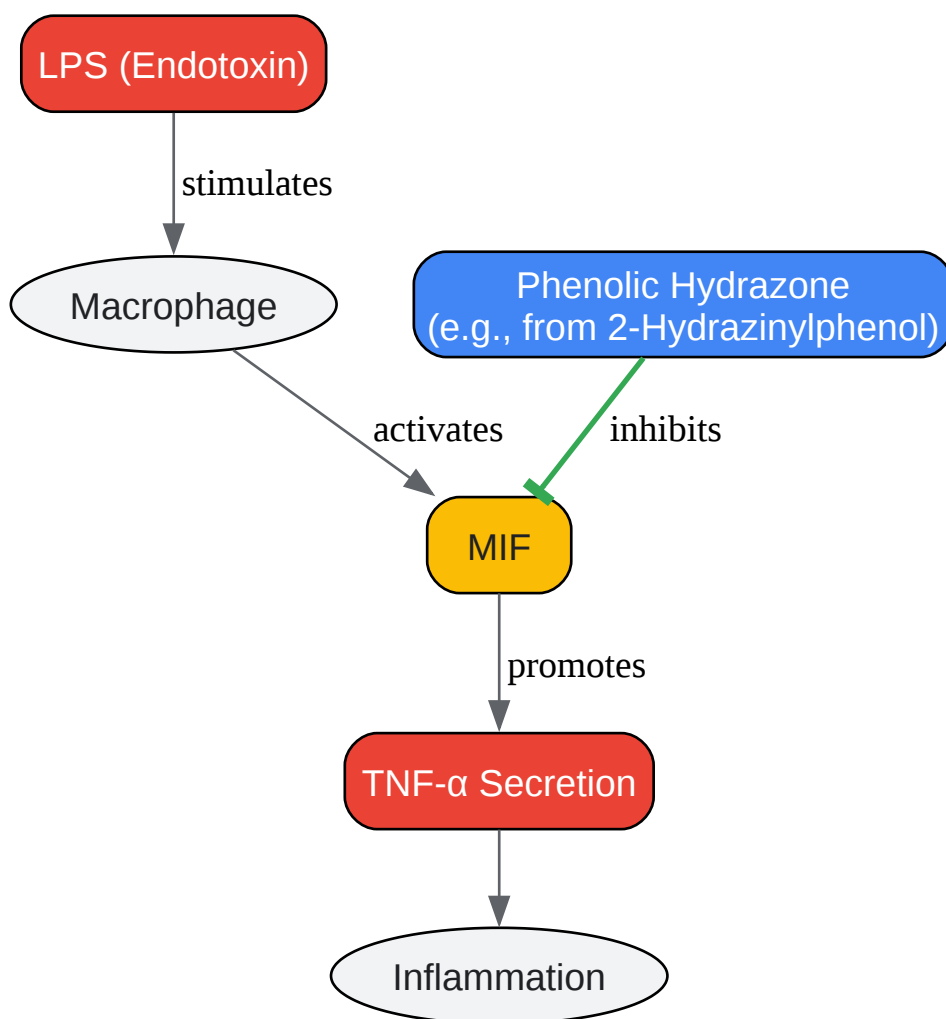 LPS (Endotoxin)
stimulates
Macrophage
Phenolic Hydrazone
(e.g., from 2-Hydrazinylphenol)
activates
inhibits
MIF
promotes
TNF-α Secretion
Inflammation